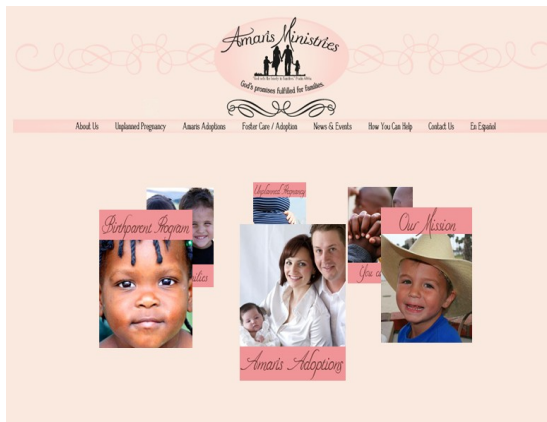 Amaris Ministries
God's promises fulfilled for families.
About Us Unplanned Pregnancy Amaris Adoptions Foster Care / Adoption News & Events How You Can Help Contact Us En Español
Unplanned Pregnancy
Birthparent Program
Our Mission
You
Amaris Adoptions